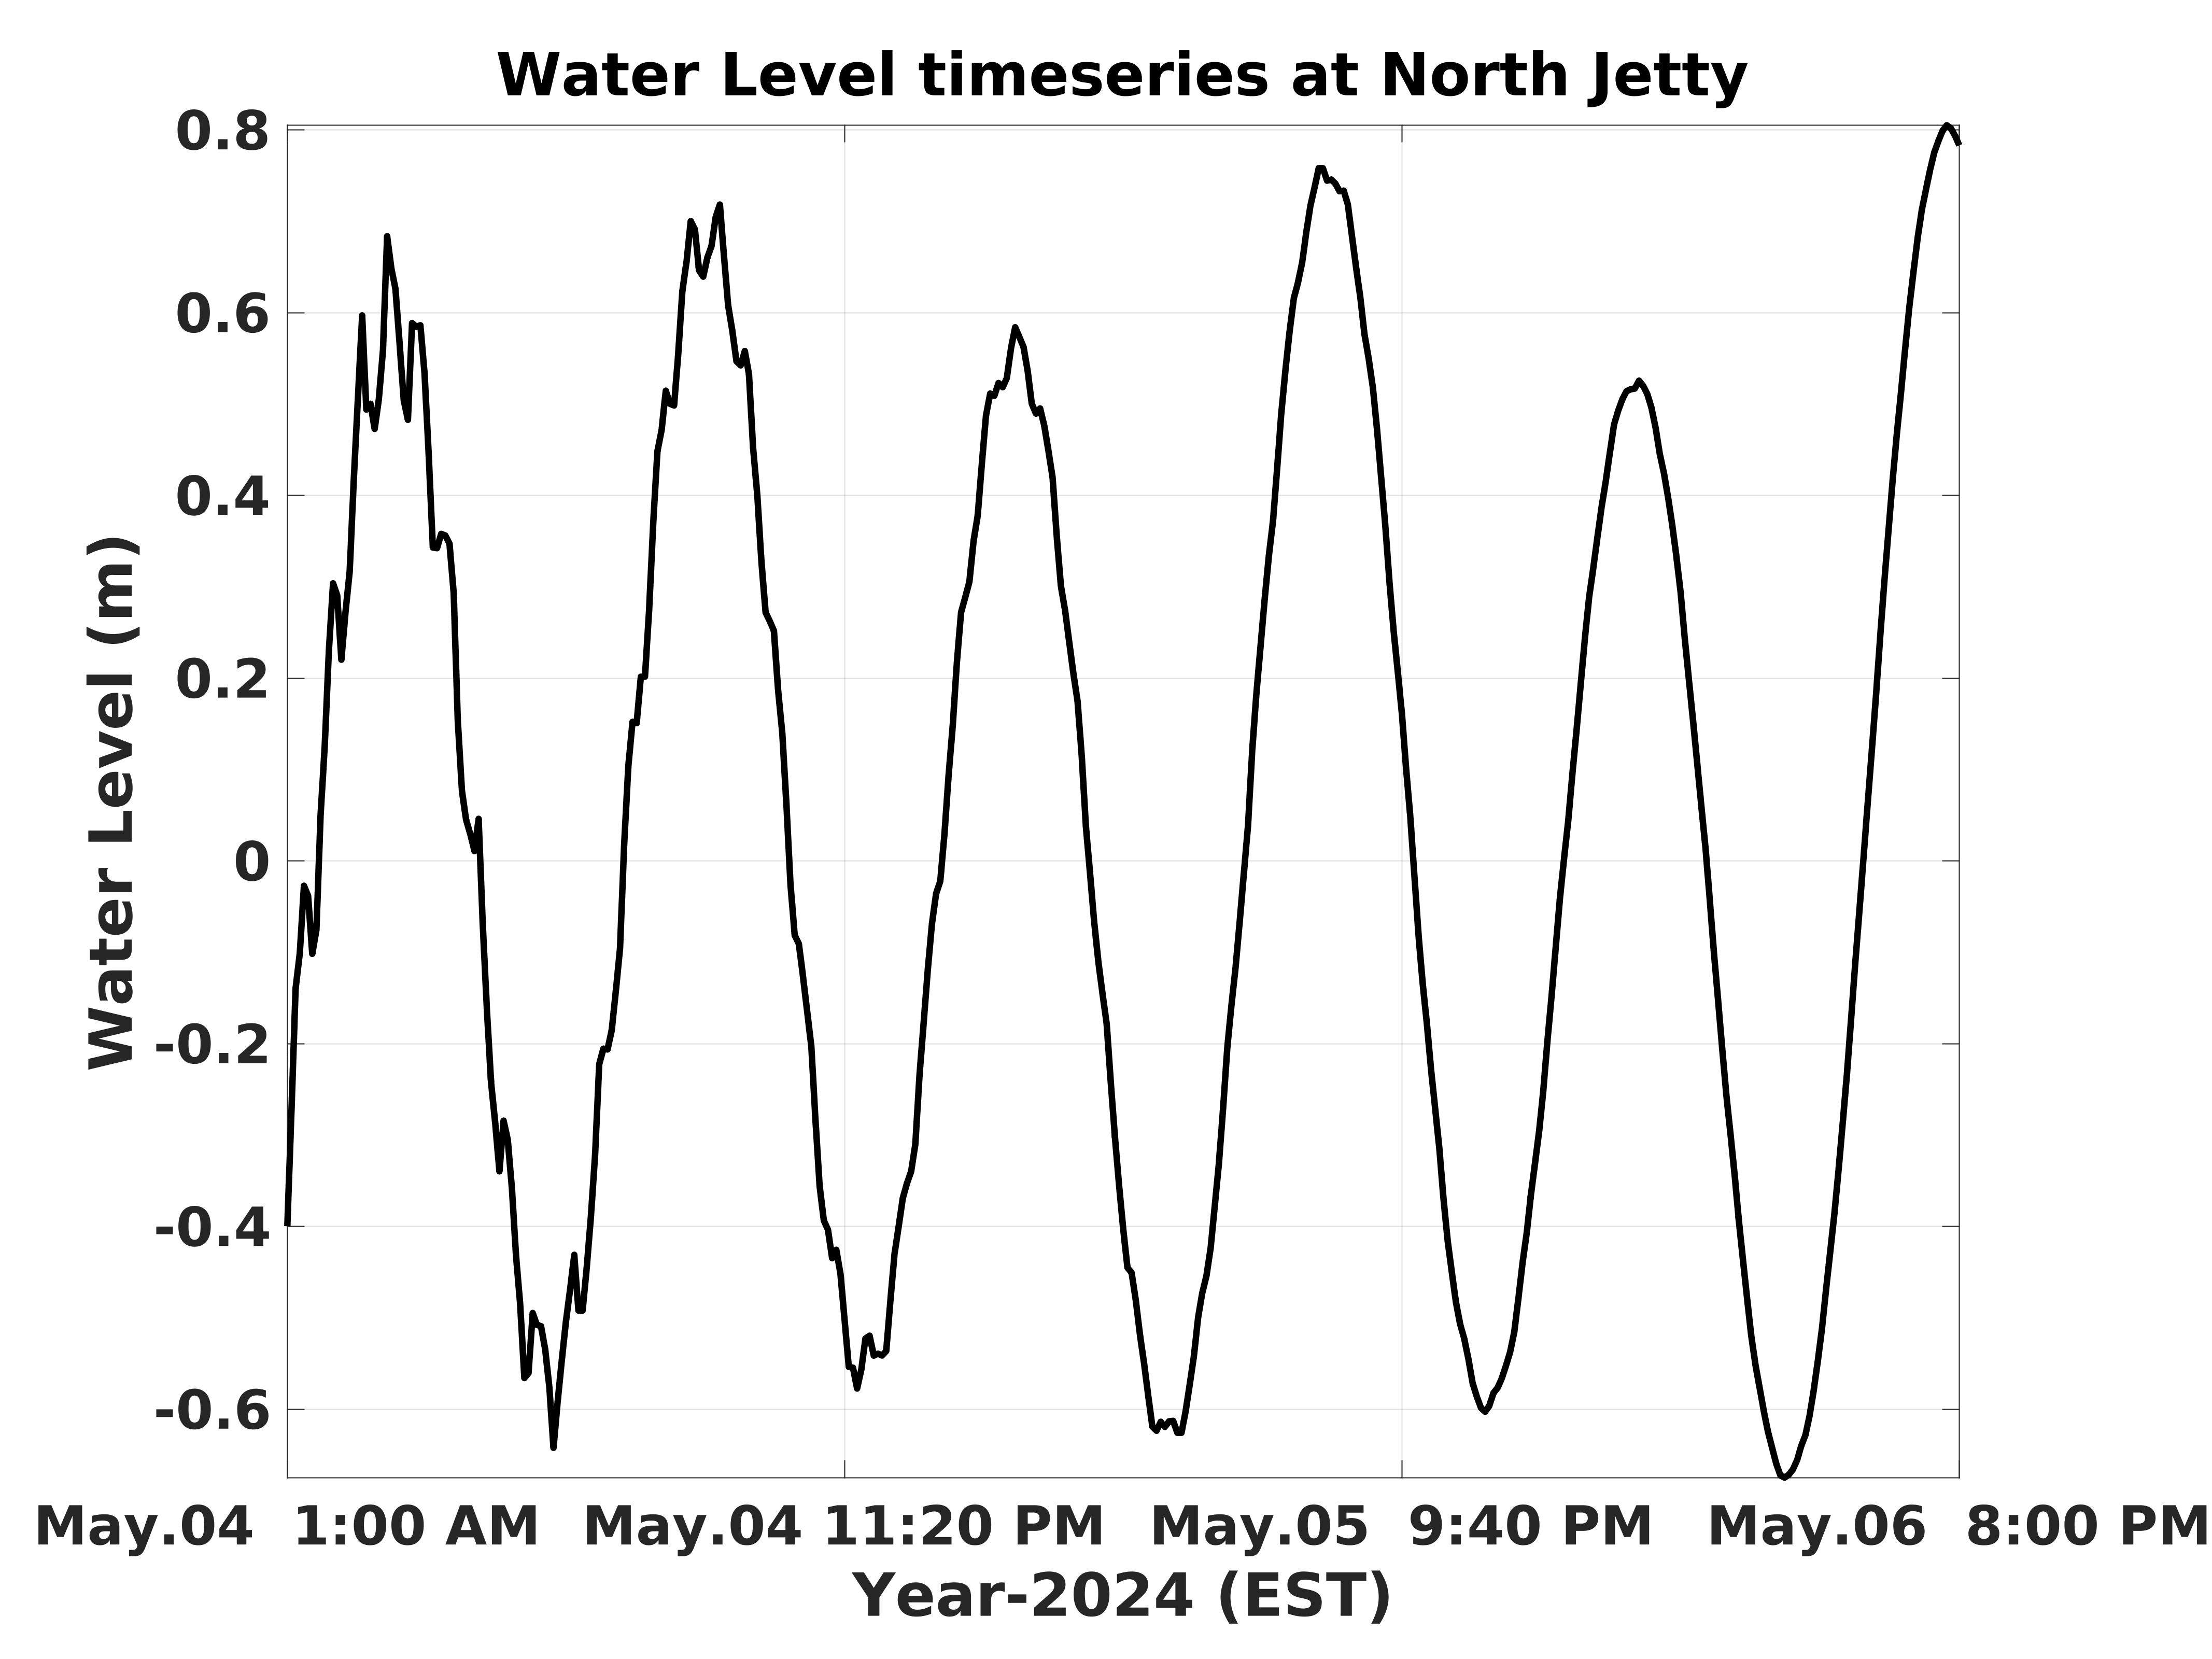 Water Level timeseries at North Jetty
0.8
0.6
0.4
0.2
0
-0.2
-0.4
-0.6
Water Level (m)
May.04 1:00 AM May.04 11:20 PM May.05 9:40 PM May.06 8:00 PM
Year-2024 (EST)